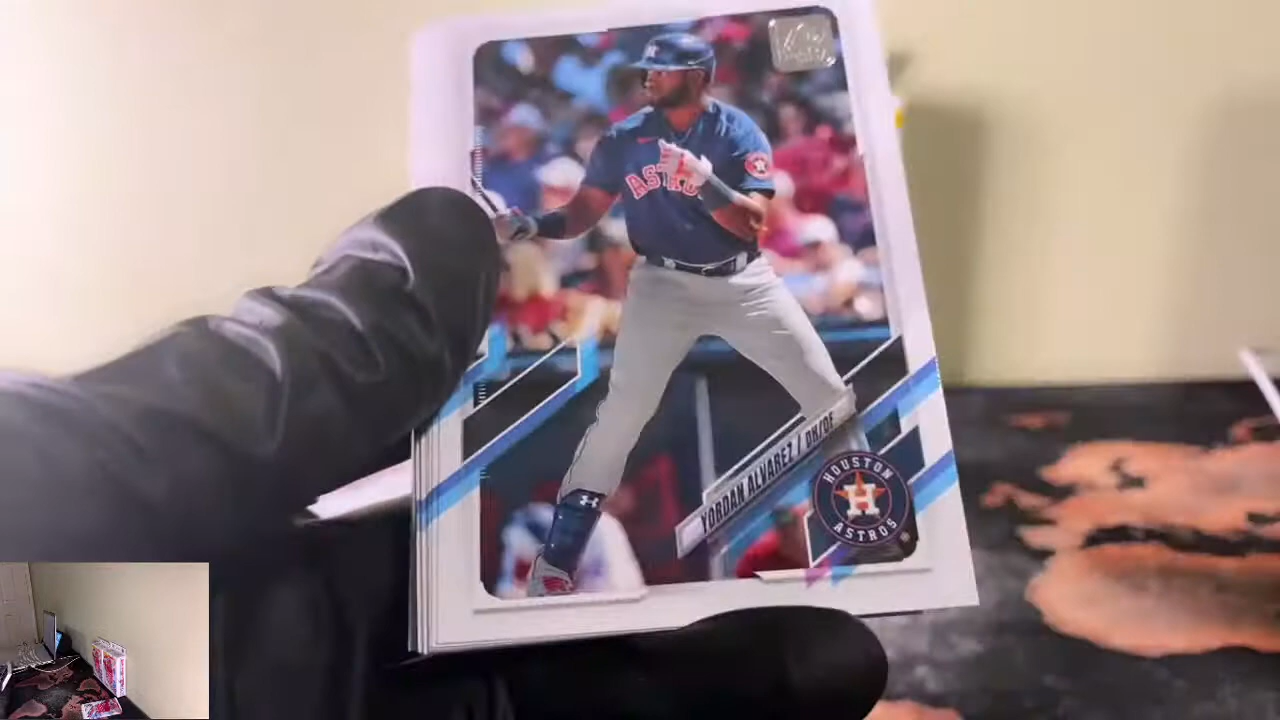 ASTROS
YORDAN ALVAREZ / DH/OF
HOUSTON
H
ASTROS